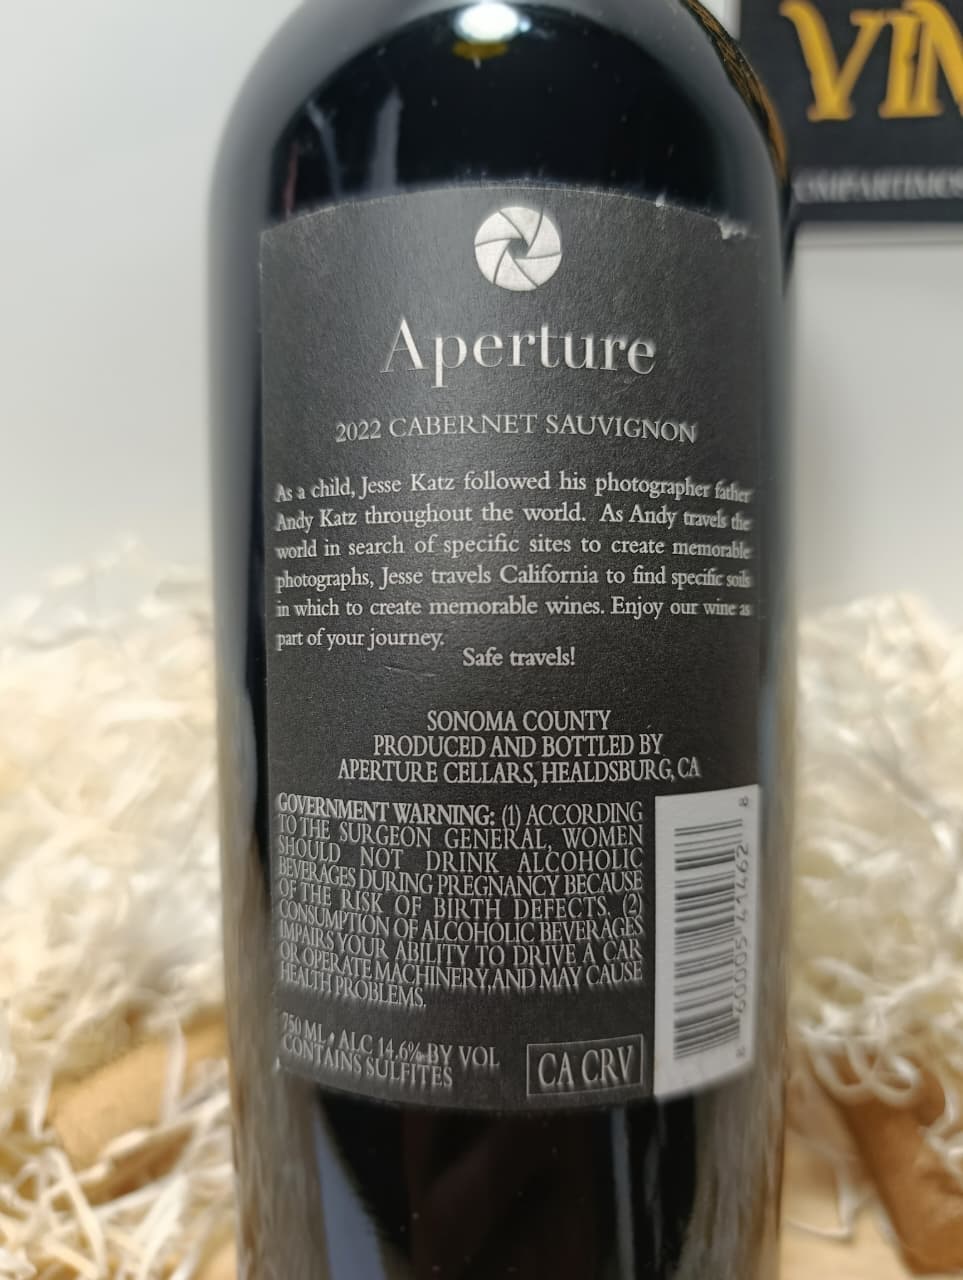 VIN
OMPARTIMOS
Aperture
2022 CABERNET SAUVIGNON
As a child, Jesse Katz followed his photographer father
Andy Katz throughout the world. As Andy travels the
world in search of specific sites to create memorable
photographs, Jesse travels California to find specific soils
in which to create memorable wines. Enjoy our wine as
part of your journey.
Safe travels!
SONOMA COUNTY
PRODUCED AND BOTTLED BY
APERTURE CELLARS, HEALDSBURG, CA
GOVERNMENT WARNING: (1) ACCORDING
TO THE SURGEON GENERAL, WOMEN
SHOULD NOT DRINK ALCOHOLIC
BEVERAGES DURING PREGNANCY BECAUSE
OF THE RISK OF BIRTH DEFECTS. (2)
CONSUMPTION OF ALCOHOLIC BEVERAGES
IMPAIRS YOUR ABILITY TO DRIVE A CAR
OR OPERATE MACHINERY, AND MAY CAUSE
HEALTH PROBLEMS.
750 ML • ALC 14.6% BY VOL
CONTAINS SULFITES
CA CRV
8 60005 41462 8